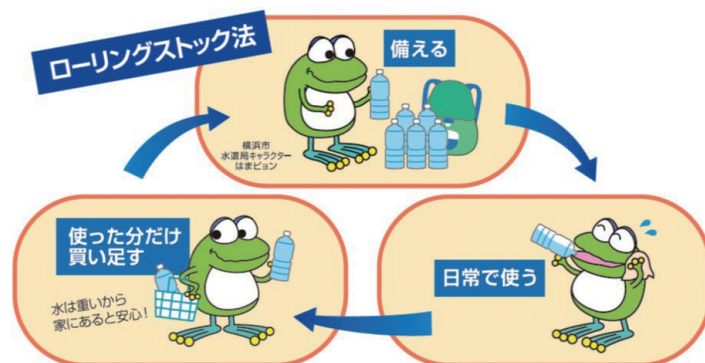 ローリングストック法
備える
横浜市
水道局キャラクター
はまピョン
日常で使う
使った分だけ
買い足す
水は重いから
家にあると安心！